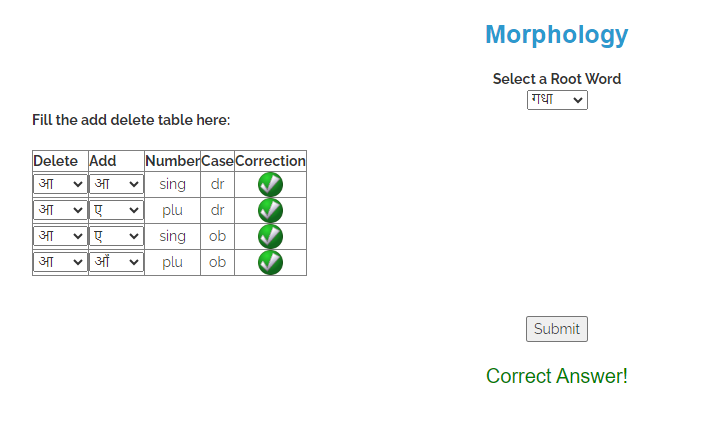 Morphology
Select a Root Word
गधा
Fill the add delete table here:
Delete Add Number Case Correction
आ आ sing dr
आ ए plu dr
आ ए sing ob
आ ओं plu ob
Submit
Correct Answer!